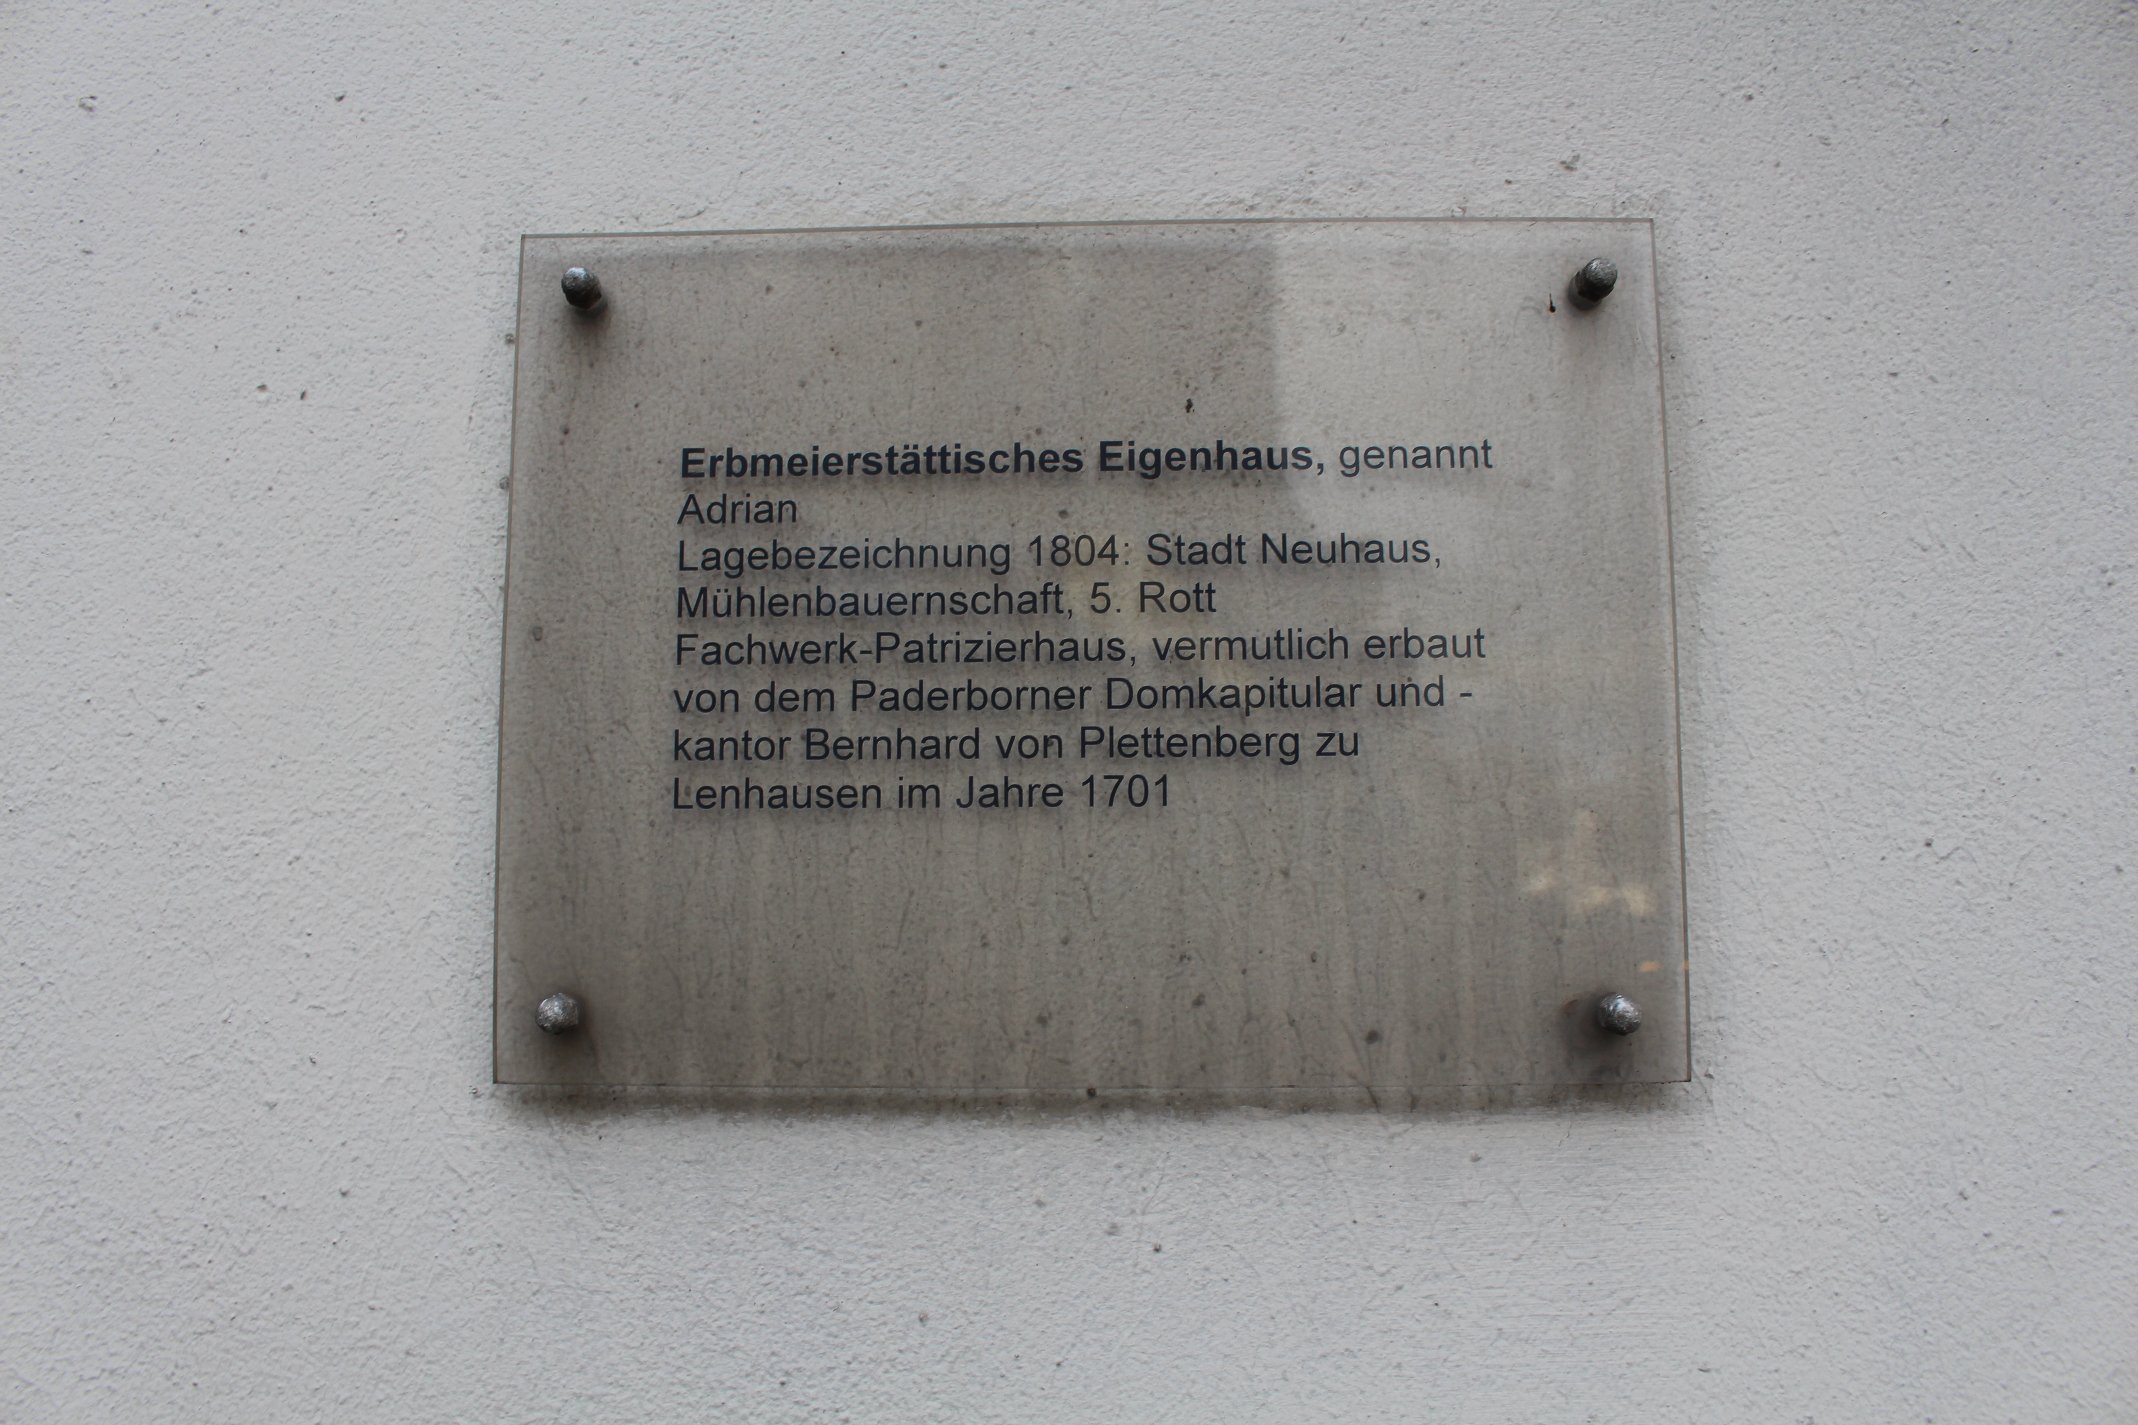 Erbmeierstättisches Eigenhaus, genannt
Adrian
Lagebezeichnung 1804: Stadt Neuhaus,
Mühlenbauernschaft, 5. Rott
Fachwerk-Patrizierhaus, vermutlich erbaut
von dem Paderborner Domkapitular und -
kantor Bernhard von Plettenberg zu
Lenhausen im Jahre 1701